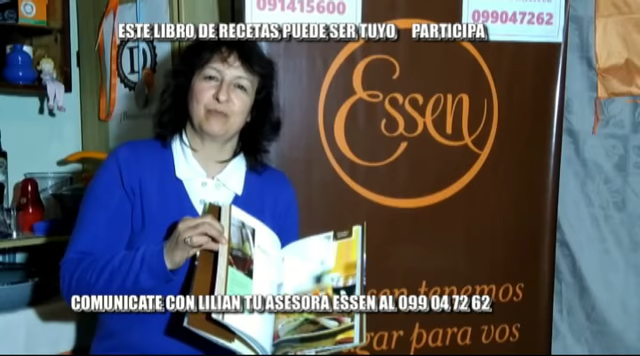 091415600
099047262
ESTE LIBRO DE RECETAS PUEDE SER TUYO PARTICIPA
Essen
en tenemos
gar para vos
COMUNICATE CON LILIAN TU ASESORA ESSEN AL 099 04 72 62